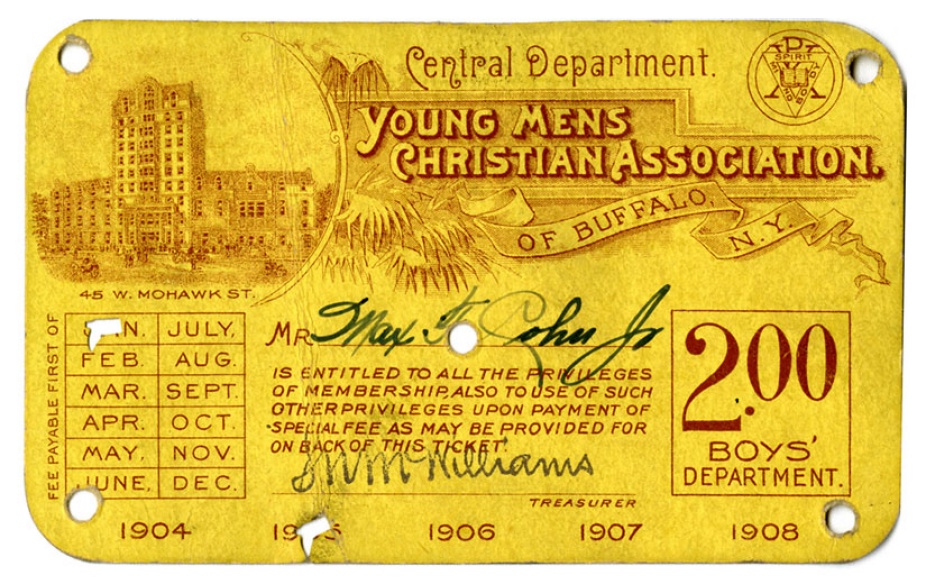 Central Department.
SPIRIT
YOUNG MENS
CHRISTIAN ASSOCIATION.
OF BUFFALO,
N.Y.
45 W. MOHAWK ST.
FEE PAYABLE FIRST OF
JULY,
FEB. AUG.
MAR. SEPT.
APR. OCT.
MAY. NOV.
JUNE, DEC.
MR. Max F. Cohn Jr
IS ENTITLED TO ALL THE PRIVILEGES
OF MEMBERSHIP, ALSO TO USE OF SUCH
OTHER PRIVILEGES UPON PAYMENT OF
SPECIAL FEE AS MAY BE PROVIDED FOR
ON BACK OF THIS TICKET.
McWilliams
TREASURER
2.00
BOYS'
DEPARTMENT.
1904 1906 1907 1908